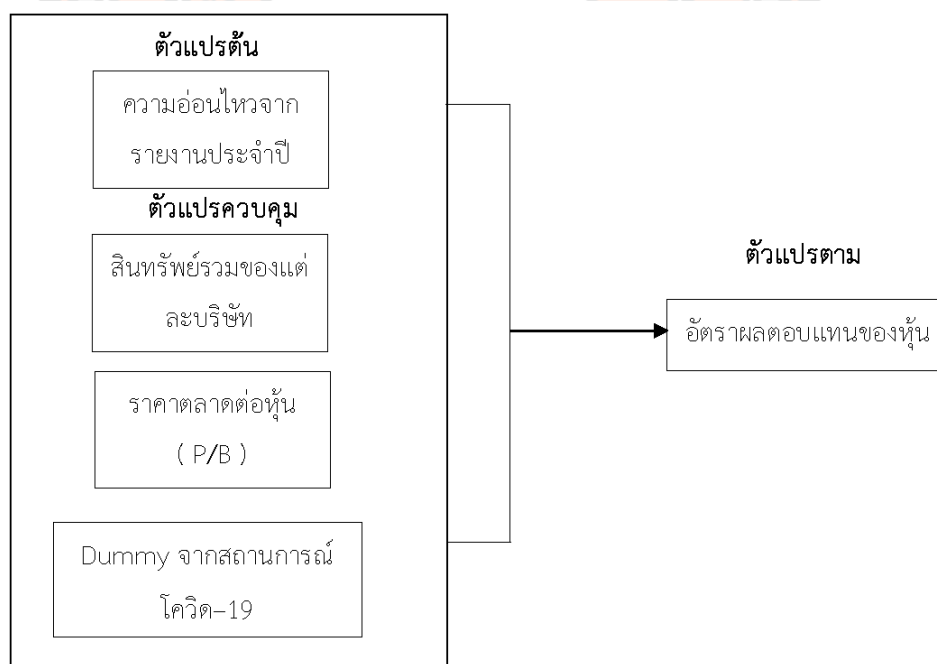 ตัวแปรต้น
ความอ่อนไหวจาก
รายงานประจำปี
ตัวแปรควบคุม
สินทรัพย์รวมของแต่
ละบริษัท
ราคาตลาดต่อหุ้น
( P/B )
Dummy จากสถานการณ์
โควิด–19
ตัวแปรตาม
อัตราผลตอบแทนของหุ้น